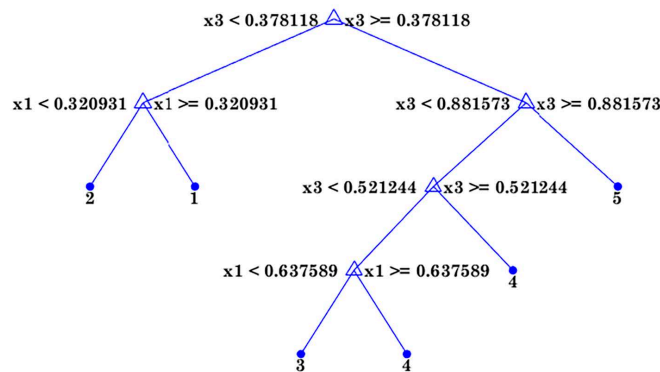 x3 < 0.378118 x3 >= 0.378118
x1 < 0.320931 x1 >= 0.320931
x3 < 0.881573 x3 >= 0.881573
2
1
x3 < 0.521244 x3 >= 0.521244
5
x1 < 0.637589 x1 >= 0.637589
4
3
4